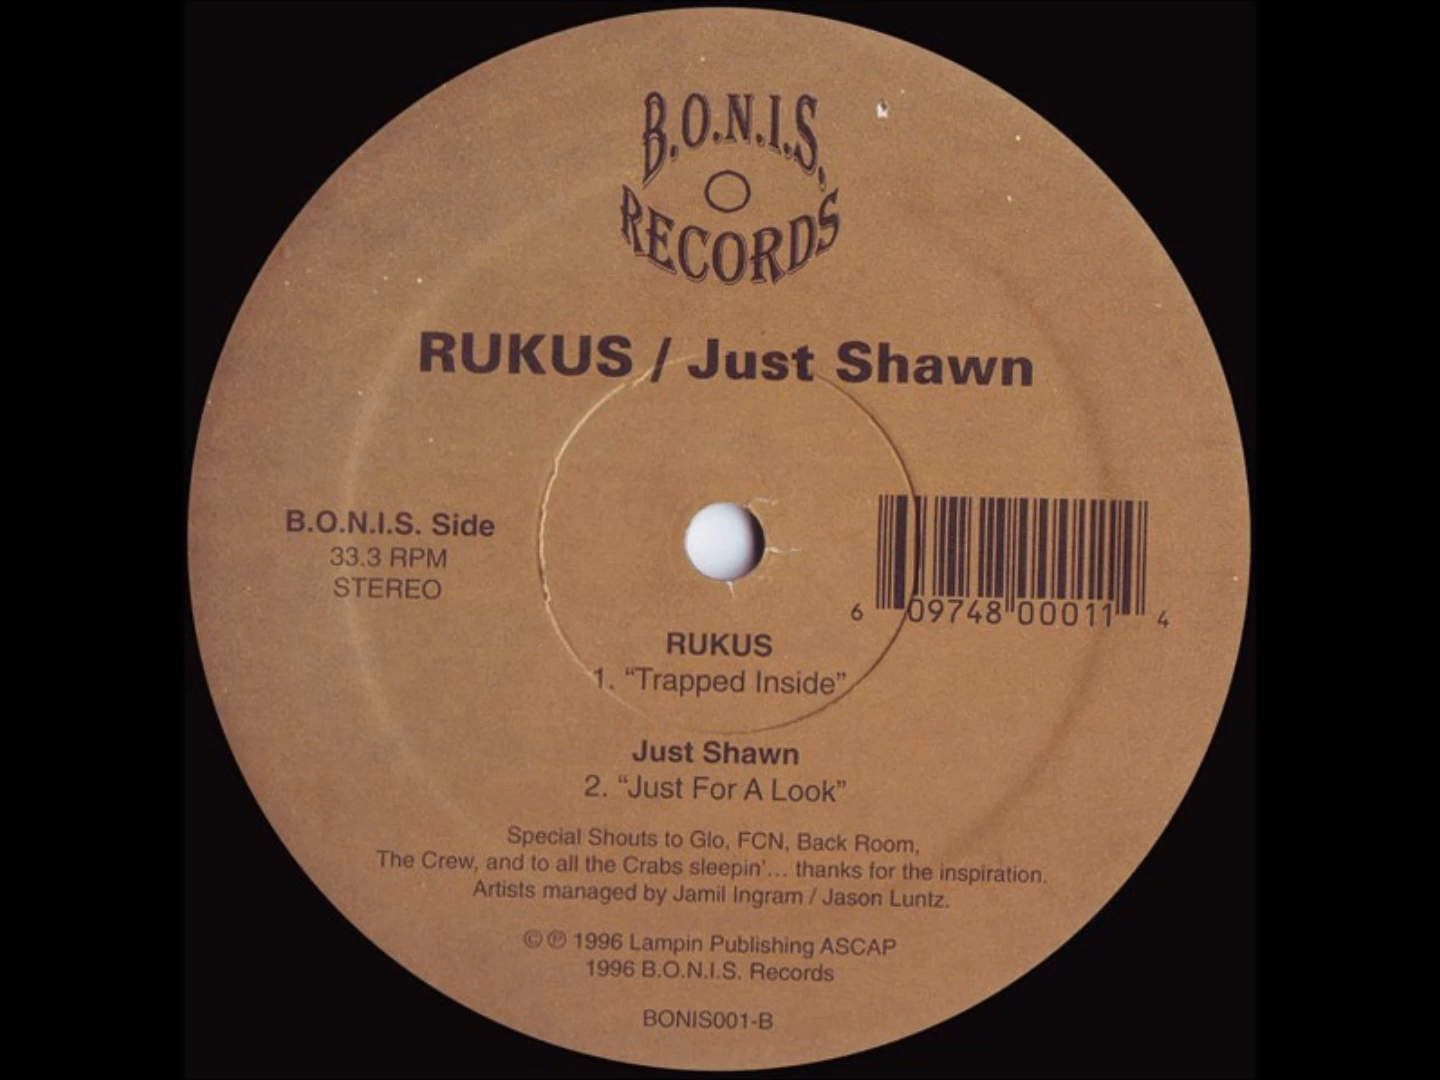 B.O.N.I.S.
RECORDS
RUKUS / Just Shawn
B.O.N.I.S. Side
33.3 RPM
STEREO
6 09748 00011 4
RUKUS
1. “Trapped Inside”
Just Shawn
2. “Just For A Look”
Special Shouts to Glo, FCN, Back Room,
The Crew, and to all the Crabs sleepin’... thanks for the inspiration.
Artists managed by Jamil Ingram / Jason Luntz.
©℗ 1996 Lampin Publishing ASCAP
1996 B.O.N.I.S. Records
BONIS001-B